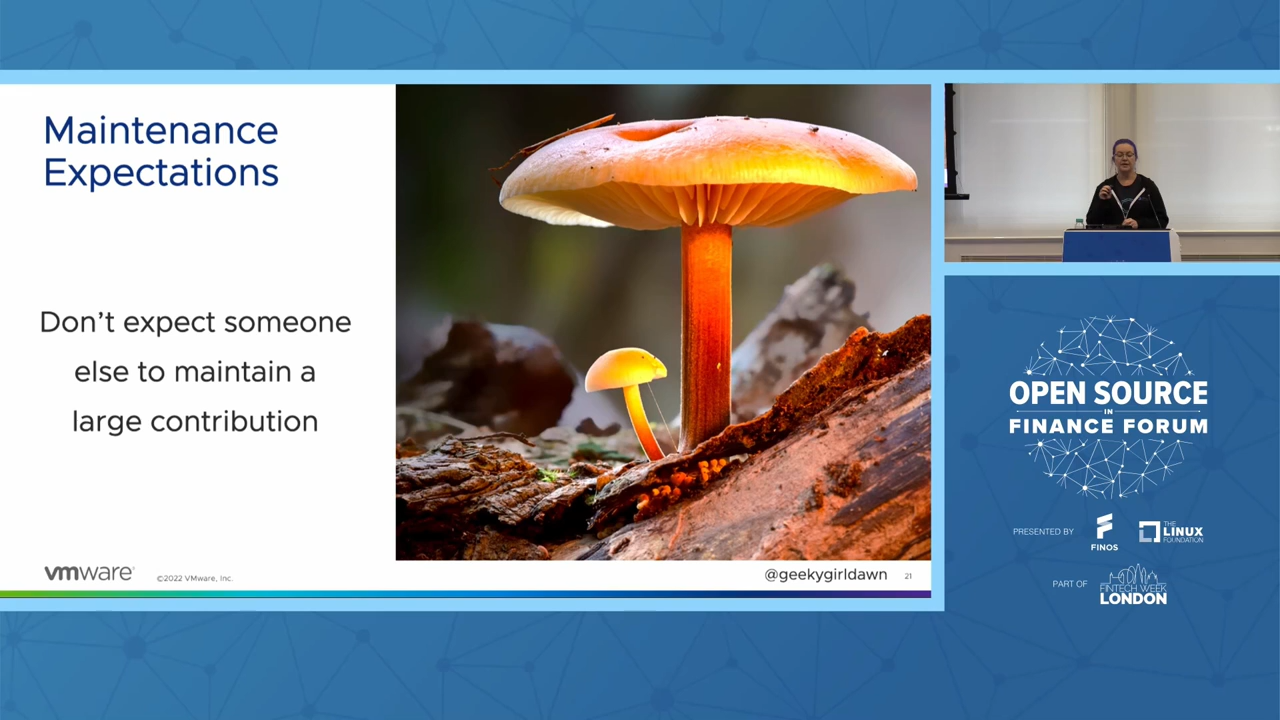 Maintenance
Expectations
Don't expect someone
else to maintain a
large contribution
vmware®
©2022 VMware, Inc.
@geekygirldawn
21
OPEN SOURCE
IN
FINANCE FORUM
PRESENTED BY
FINOS
THE
LINUX
FOUNDATION
PART OF
FINTECH WEEK
LONDON